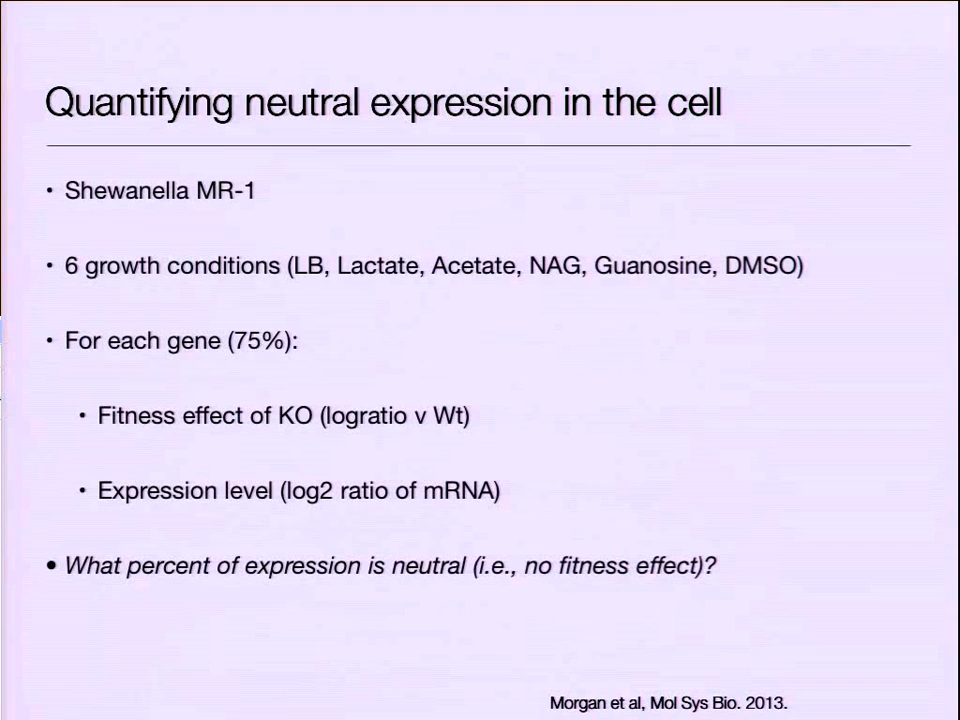 Quantifying neutral expression in the cell
• Shewanella MR-1
• 6 growth conditions (LB, Lactate, Acetate, NAG, Guanosine, DMSO)
• For each gene (75%):
• Fitness effect of KO (logratio v Wt)
• Expression level (log2 ratio of mRNA)
• What percent of expression is neutral (i.e., no fitness effect)?
Morgan et al, Mol Sys Bio. 2013.